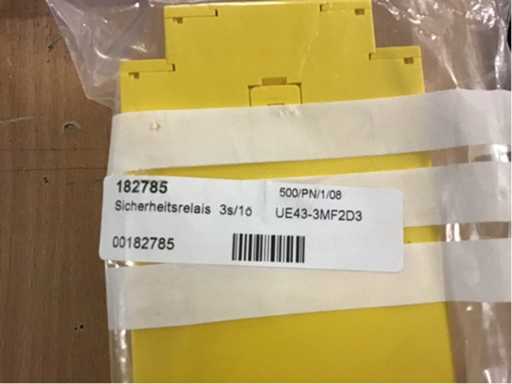 182785 500/PN/1/08
Sicherheitsrelais 3s/1ö UE43-3MF2D3
00182785